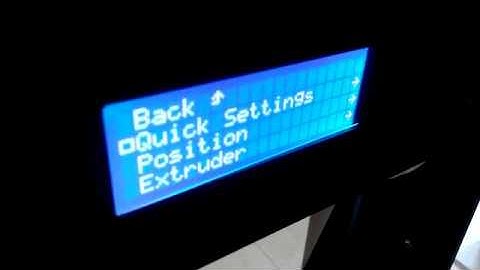 Back ⬏
Quick Settings →
Position →
Extruder →